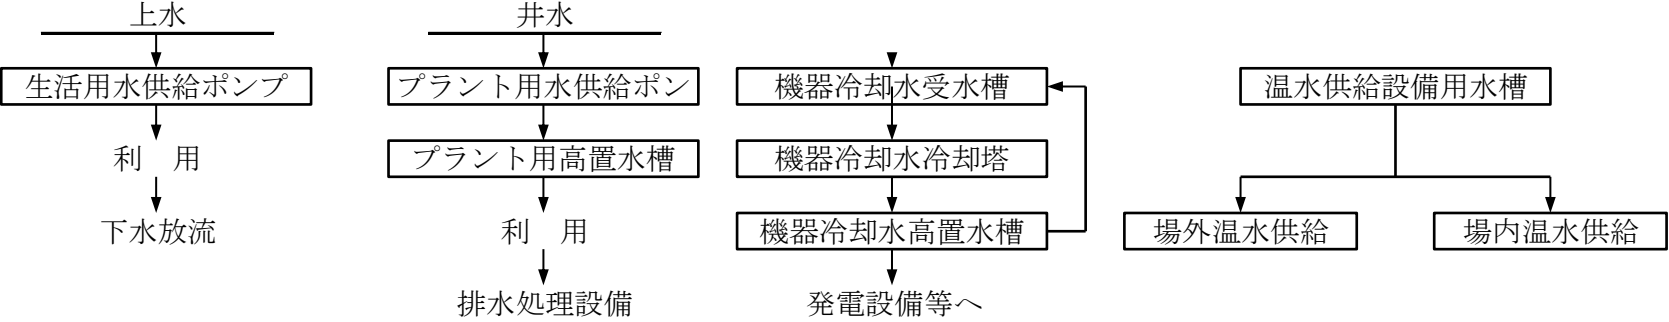 上水
生活用水供給ポンプ
利　用
下水放流
井水
プラント用水供給ポン
プラント用高置水槽
利　用
排水処理設備
機器冷却水受水槽
機器冷却水冷却塔
機器冷却水高置水槽
発電設備等へ
温水供給設備用水槽
場外温水供給
場内温水供給